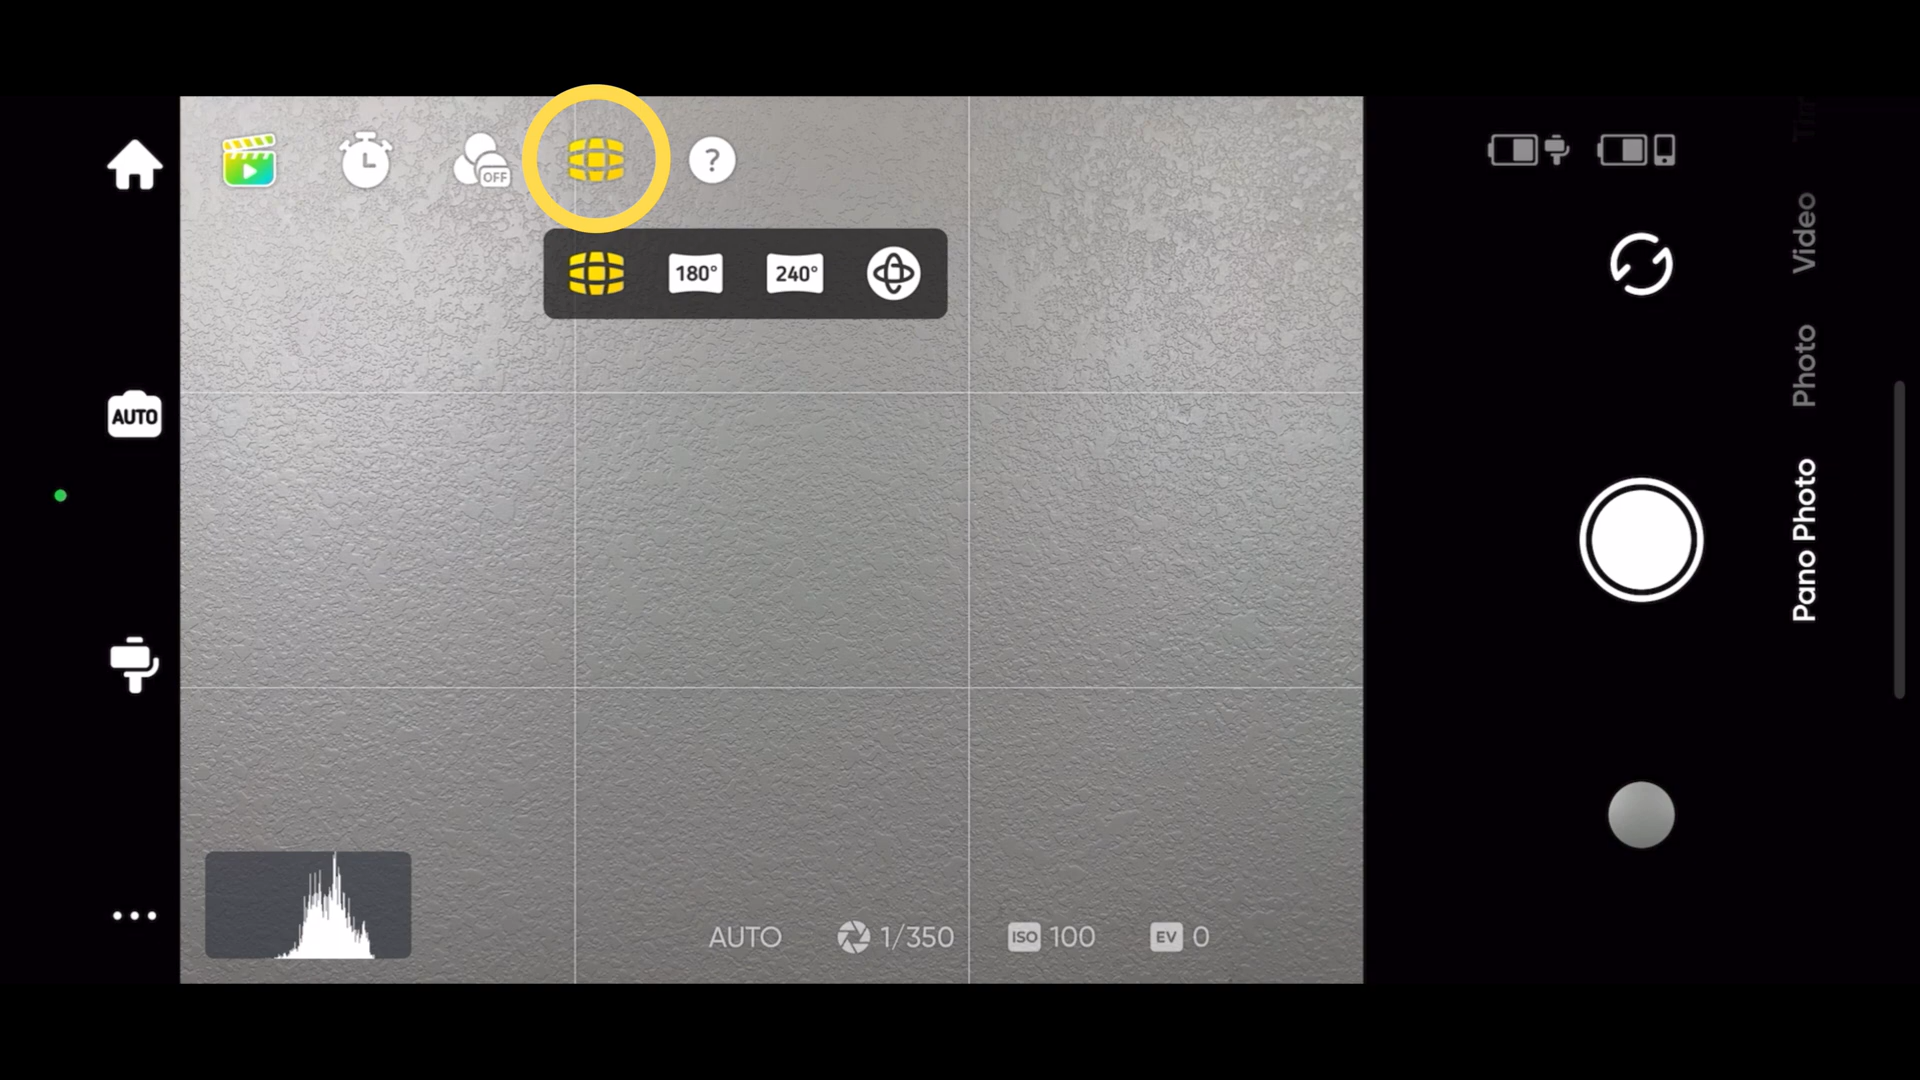 OFF
?
180°
240°
AUTO
AUTO
1/350
ISO 100
EV 0
Video
Photo
Pano Photo